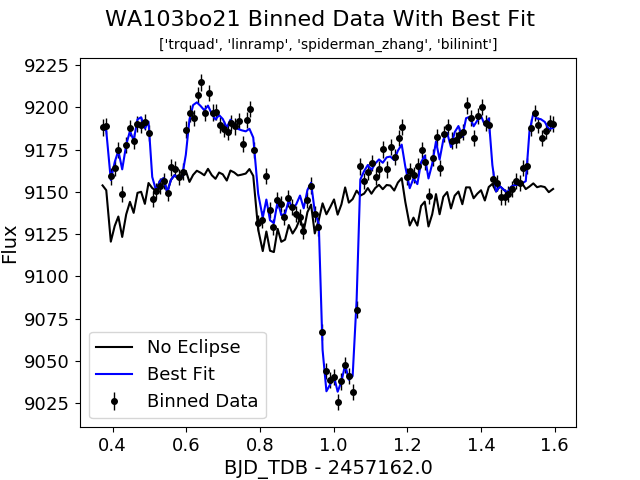 WA103bo21 Binned Data With Best Fit
['trquad', 'linramp', 'spiderman_zhang', 'bilinint']
9225
9200
9175
9150
9125
9100
9075
9050
9025
Flux
No Eclipse
Best Fit
Binned Data
0.4 0.6 0.8 1.0 1.2 1.4 1.6
BJD_TDB - 2457162.0